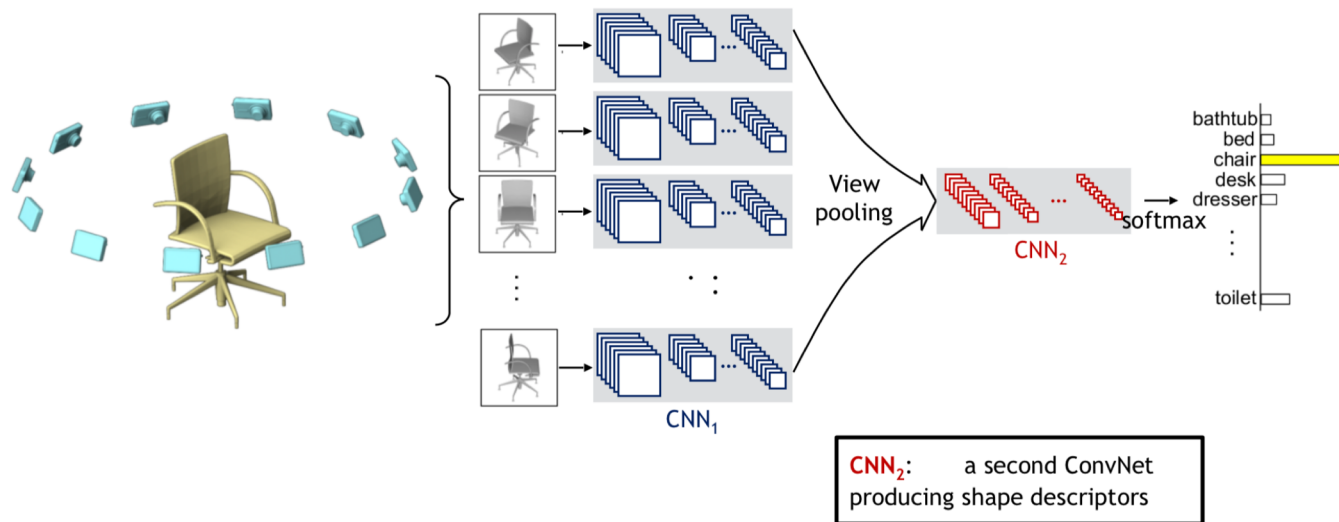 bathtub
bed
chair
desk
dresser
toilet
View
pooling
softmax
CNN₁
CNN₂
CNN₂: a second ConvNet
producing shape descriptors